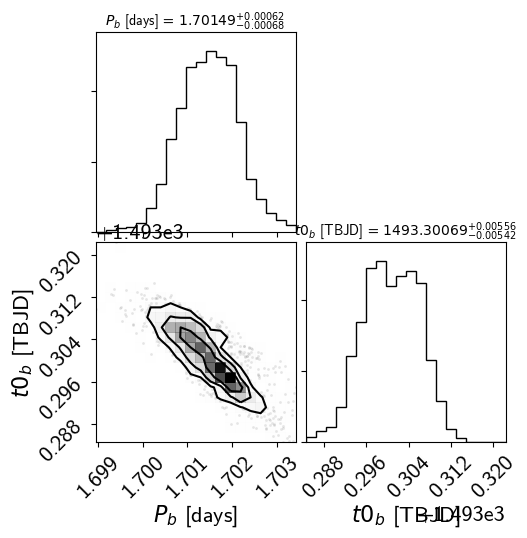 P_b [days] = 1.70149^{+0.00062}_{-0.00068}
−1.493e3
t0_b [TBJD] = 1493.30069^{+0.00556}_{-0.00542}
0.320
0.312
0.304
0.296
0.288
t0_b [TBJD]
1.699 1.700 1.701 1.702 1.703
P_b [days]
0.288 0.296 0.304 0.312 0.320
t0_b [TBJD]
−1.493e3